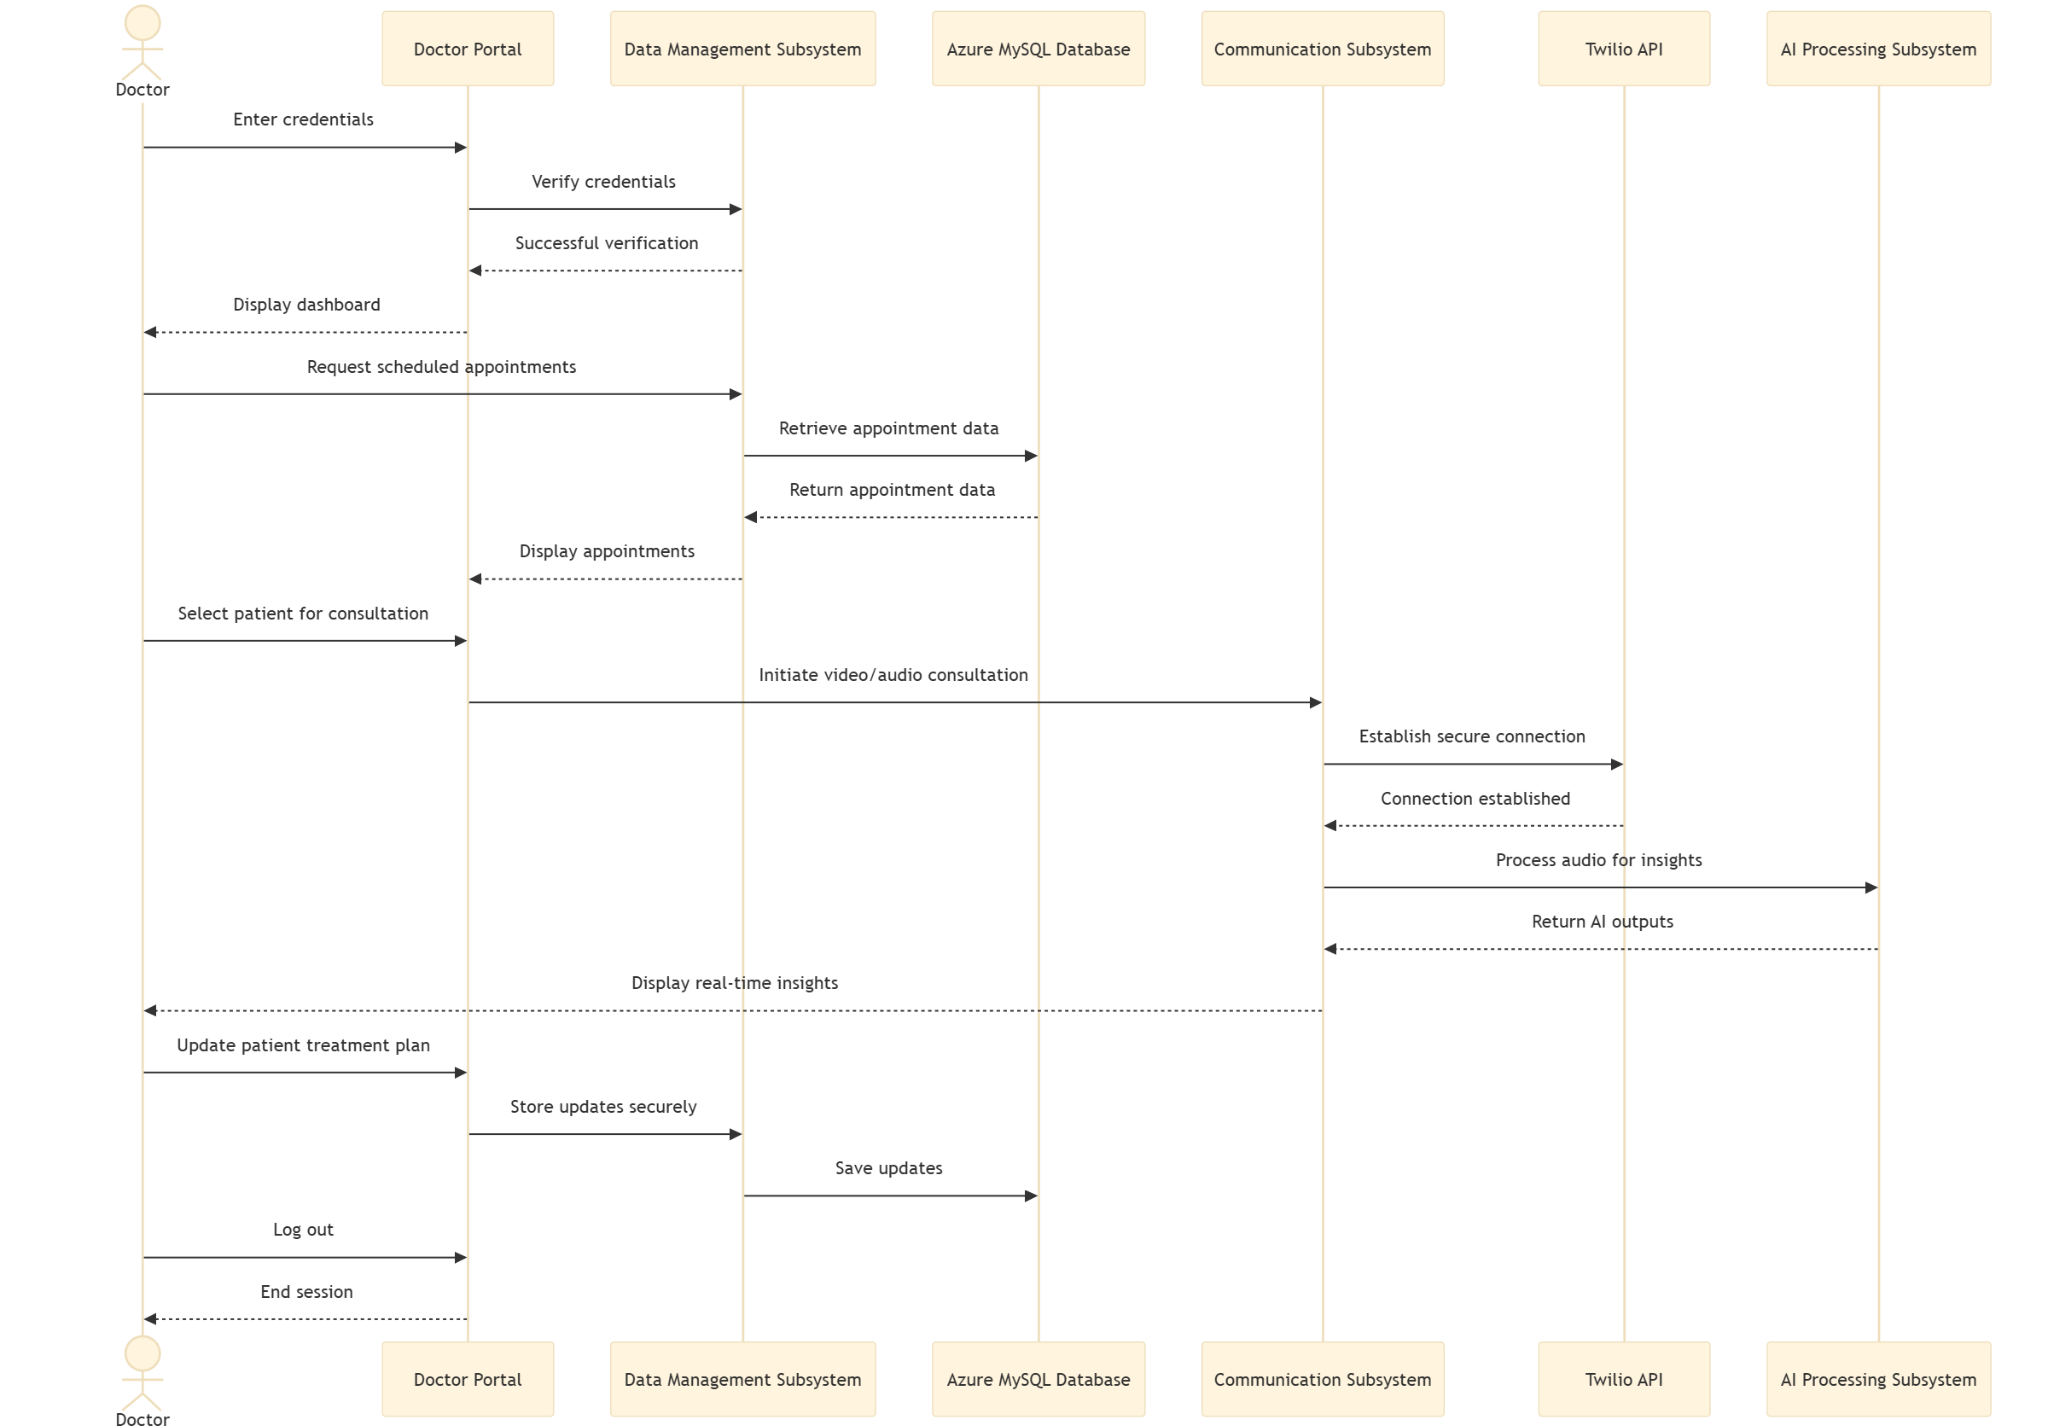 Doctor
Doctor Portal
Data Management Subsystem
Azure MySQL Database
Communication Subsystem
Twilio API
AI Processing Subsystem
Enter credentials
Verify credentials
Successful verification
Display dashboard
Request scheduled appointments
Retrieve appointment data
Return appointment data
Display appointments
Select patient for consultation
Initiate video/audio consultation
Establish secure connection
Connection established
Process audio for insights
Return AI outputs
Display real-time insights
Update patient treatment plan
Store updates securely
Save updates
Log out
End session
Doctor
Doctor Portal
Data Management Subsystem
Azure MySQL Database
Communication Subsystem
Twilio API
AI Processing Subsystem